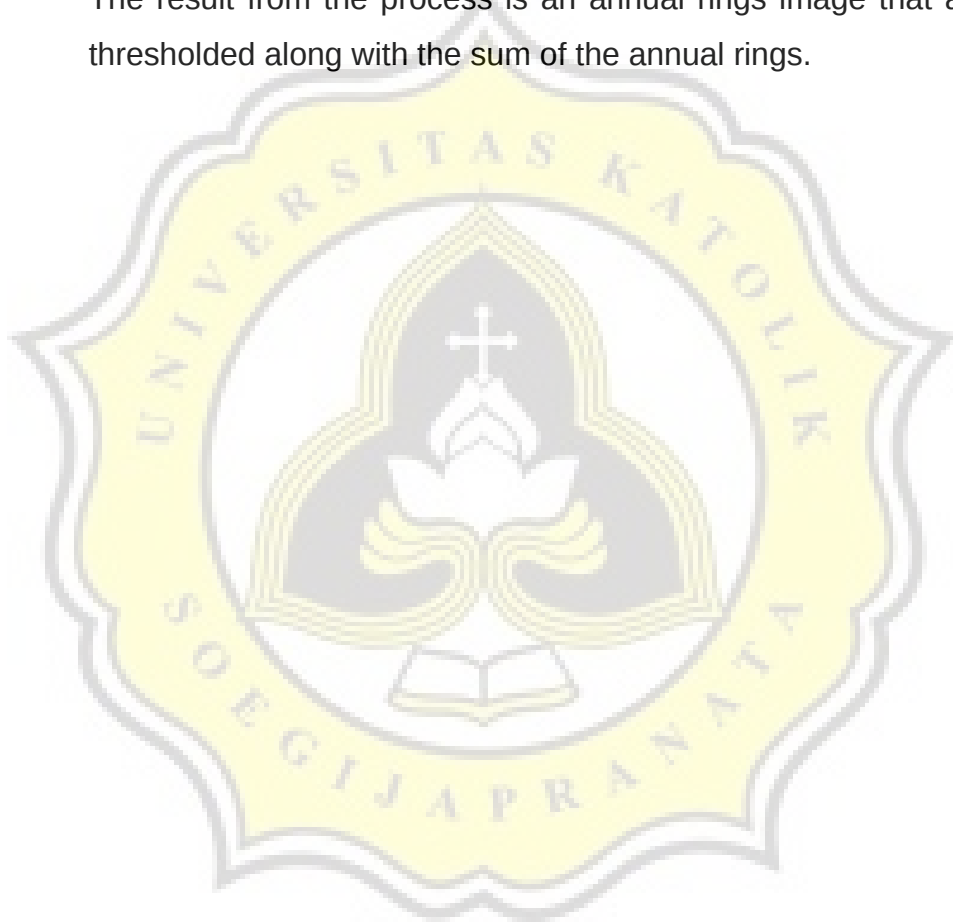 The result from the process is an annual rings image that a
thresholded along with the sum of the annual rings.
UNIVERSITAS KATOLIK
SOEGIJAPRANATA